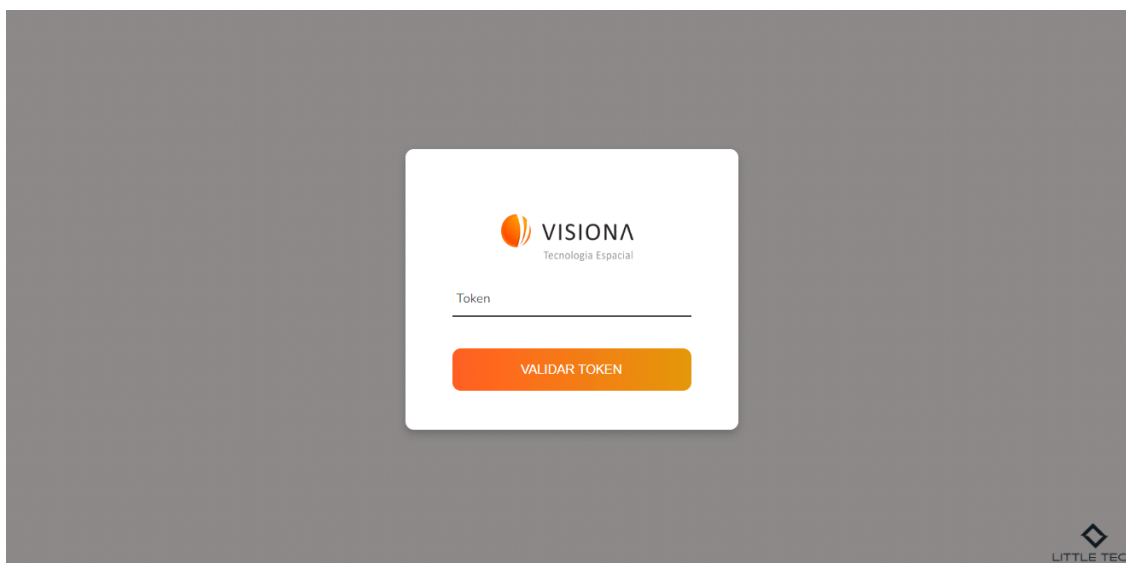 VISIONA
Tecnologia Espacial
Token
VALIDAR TOKEN
LITTLE TEC